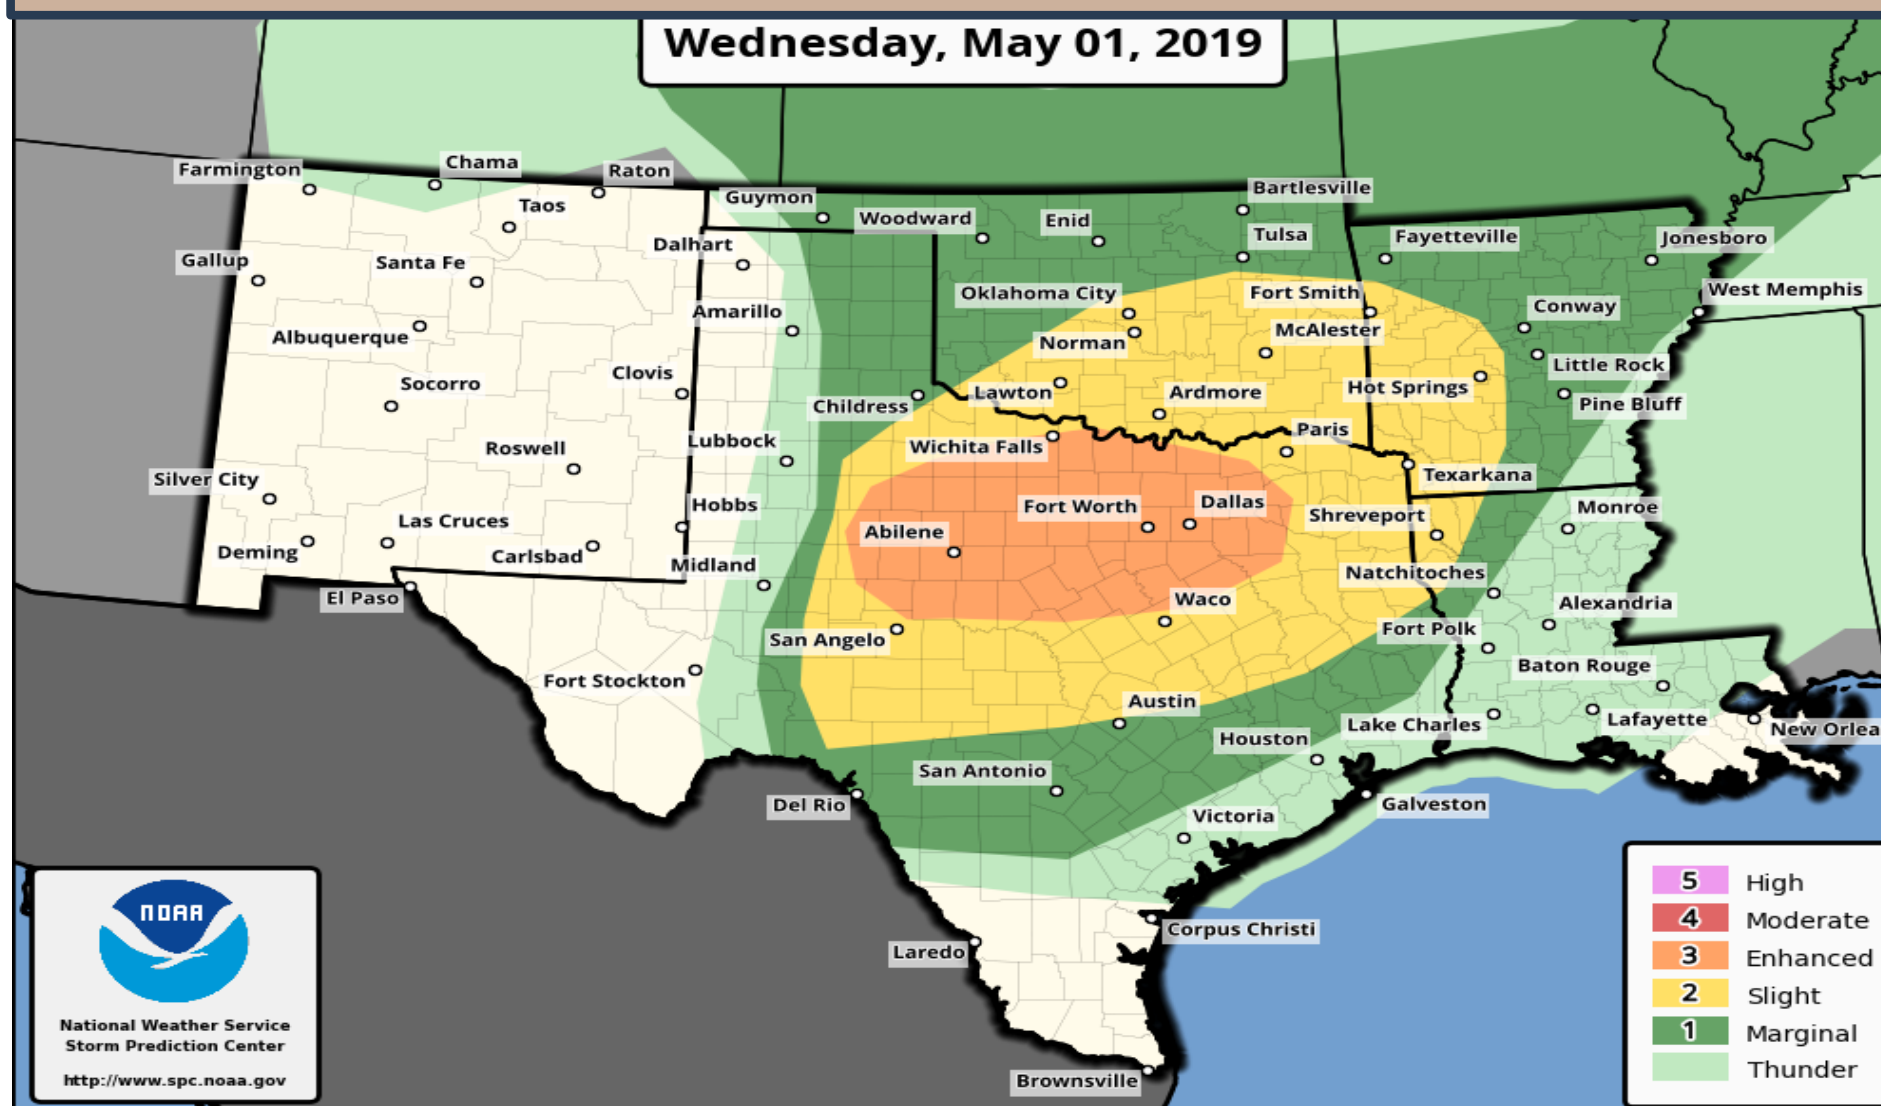 Wednesday, May 01, 2019
Farmington
Chama
Raton
Taos
Guymon
Woodward
Enid
Bartlesville
Tulsa
Fayetteville
Jonesboro
Gallup
Santa Fe
Dalhart
Oklahoma City
Fort Smith
West Memphis
Amarillo
Conway
Albuquerque
Norman
McAlester
Little Rock
Socorro
Clovis
Childress
Lawton
Ardmore
Hot Springs
Pine Bluff
Roswell
Lubbock
Wichita Falls
Paris
Texarkana
Silver City
Hobbs
Fort Worth
Dallas
Shreveport
Monroe
Las Cruces
Abilene
Deming
Carlsbad
Midland
Natchitoches
El Paso
Waco
Alexandria
San Angelo
Fort Polk
Fort Stockton
Baton Rouge
Austin
Lake Charles
Lafayette
New Orlea
Houston
San Antonio
Del Rio
Galveston
Victoria
Corpus Christi
Laredo
Brownsville
NOAA
National Weather Service
Storm Prediction Center
http://www.spc.noaa.gov
5 High
4 Moderate
3 Enhanced
2 Slight
1 Marginal
Thunder